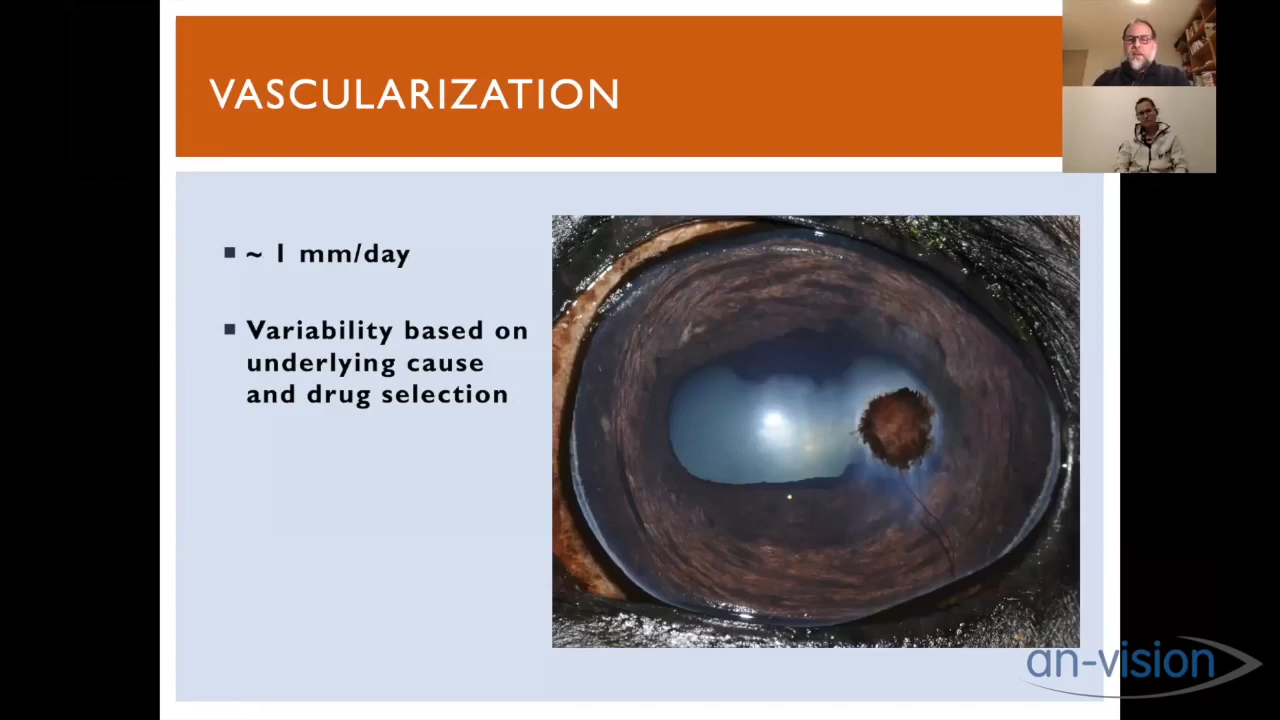 VASCULARIZATION
~ 1 mm/day
Variability based on
underlying cause
and drug selection
an-vision